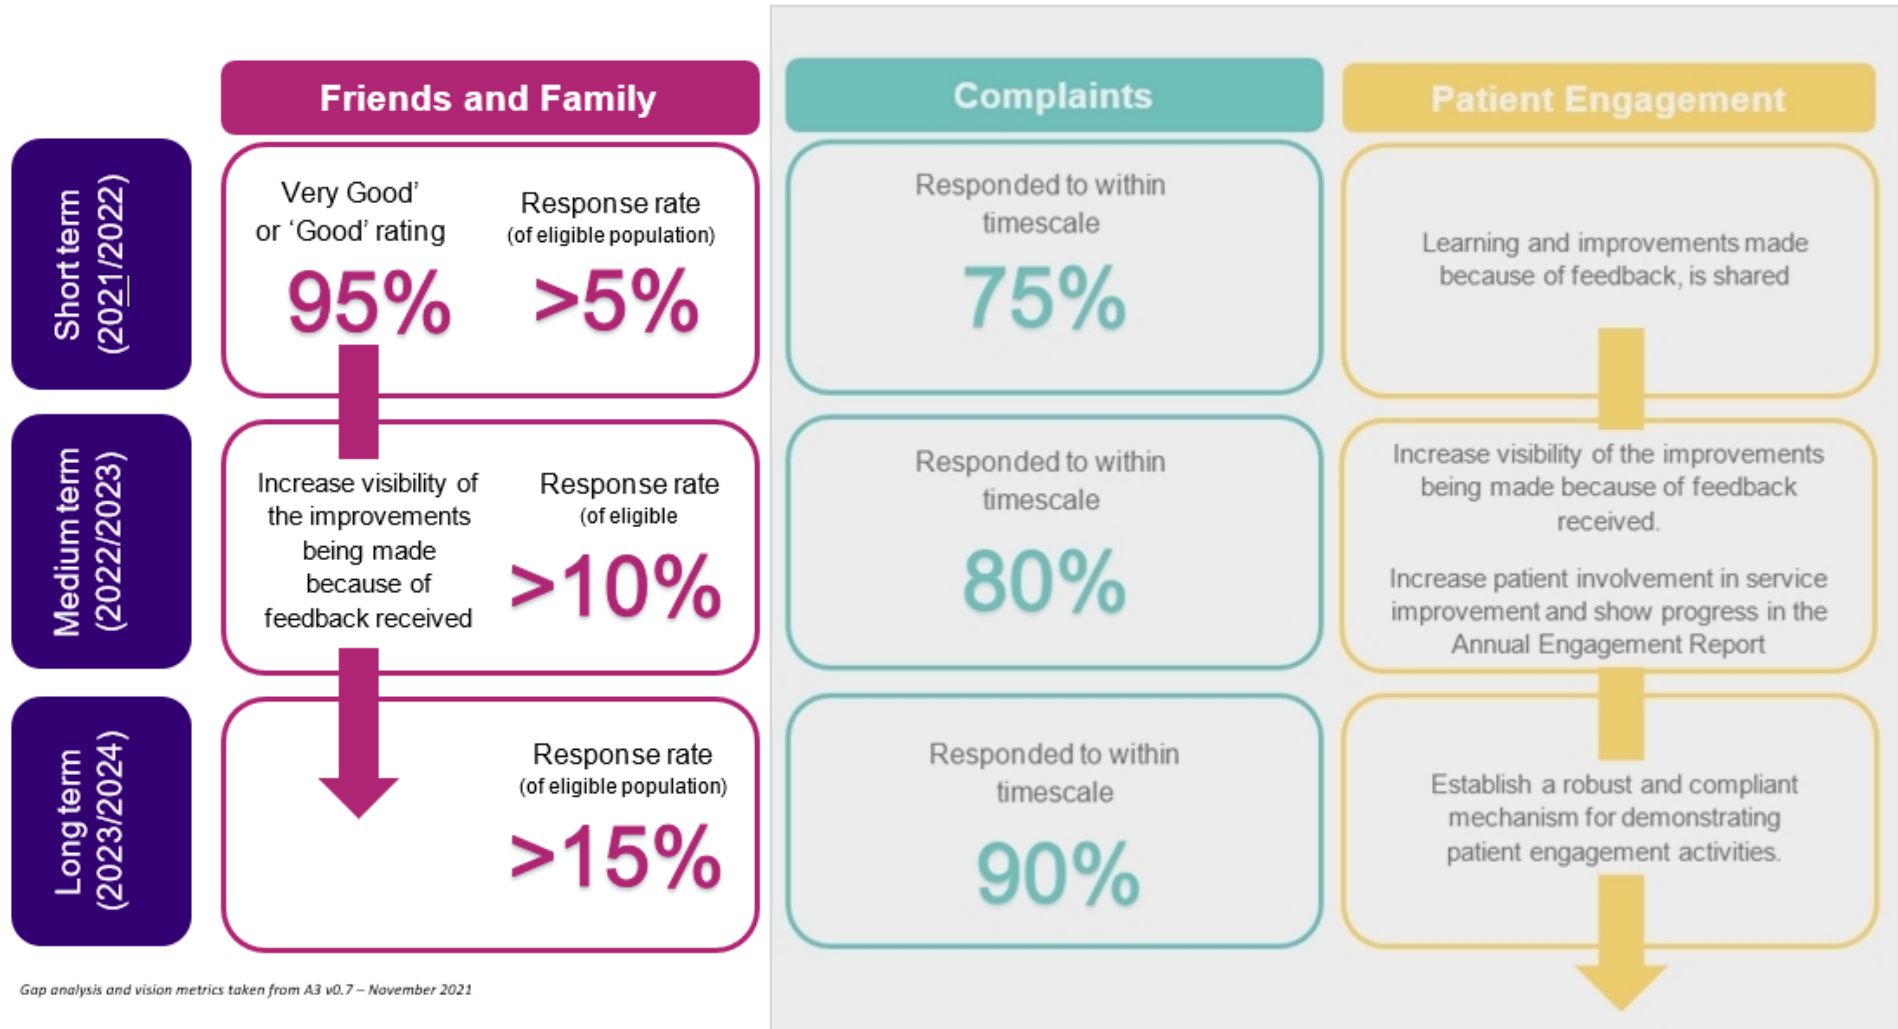 Friends and Family
Complaints
Patient Engagement
Short term
(2021/2022)
Very Good’
or ‘Good’ rating
95%
Response rate
(of eligible population)
>5%
Responded to within
timescale
75%
Learning and improvements made
because of feedback, is shared
Medium term
(2022/2023)
Increase visibility of
the improvements
being made
because of
feedback received
Response rate
(of eligible
>10%
Responded to within
timescale
80%
Increase visibility of the improvements
being made because of feedback
received.
Increase patient involvement in service
improvement and show progress in the
Annual Engagement Report
Long term
(2023/2024)
Response rate
(of eligible population)
>15%
Responded to within
timescale
90%
Establish a robust and compliant
mechanism for demonstrating
patient engagement activities.
Gap analysis and vision metrics taken from A3 v0.7 – November 2021